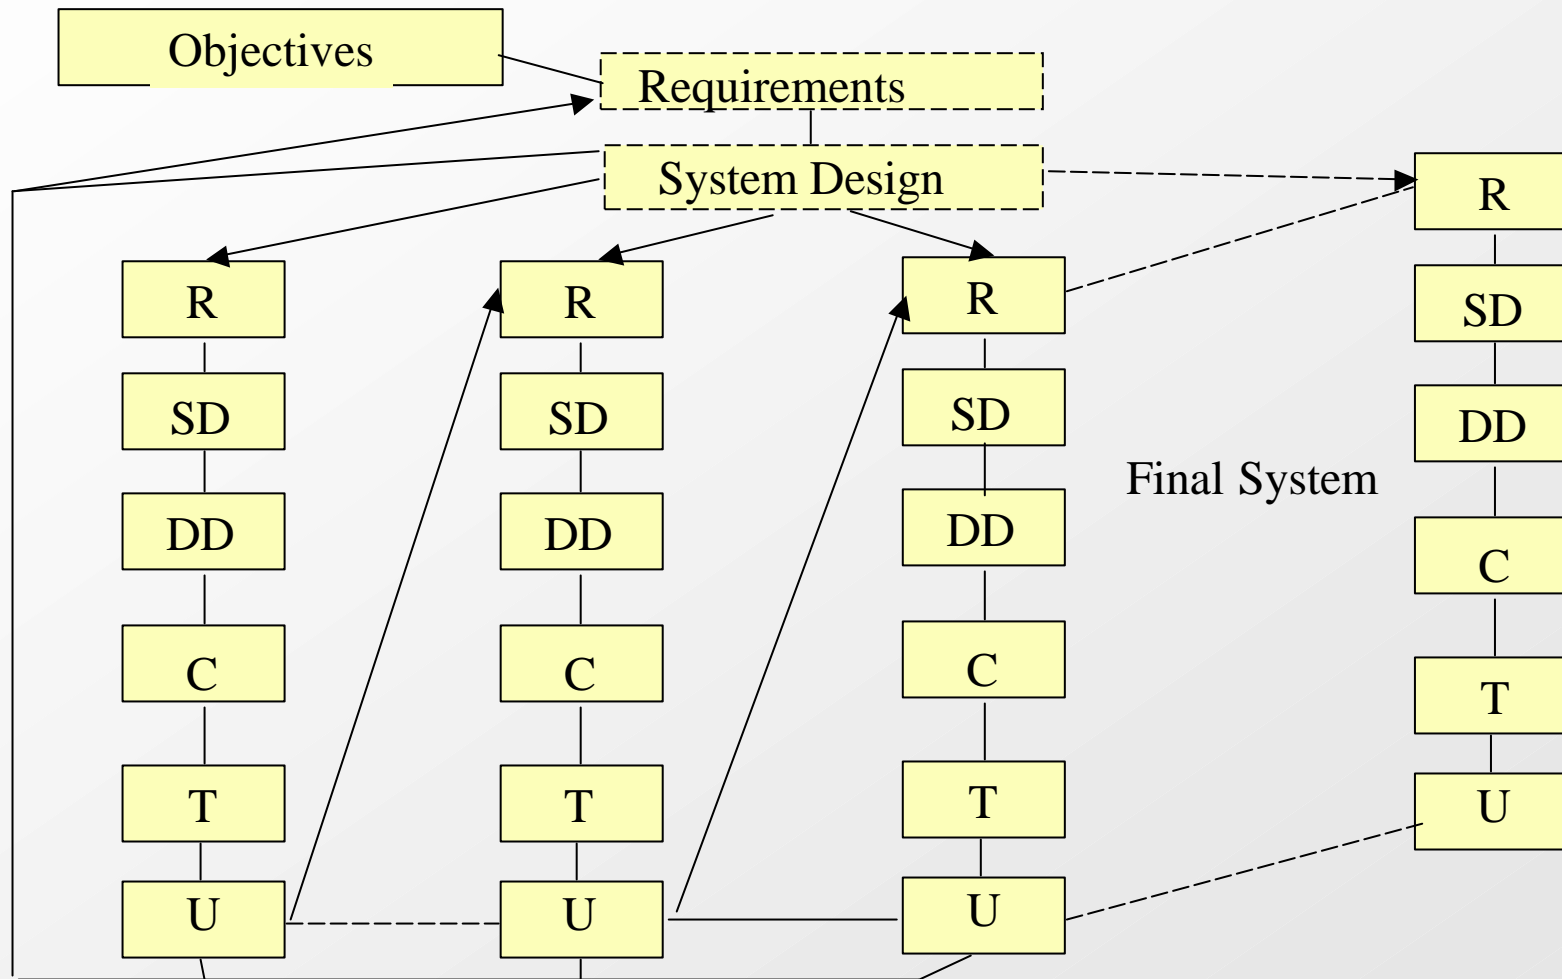 Objectives
Requirements
System Design
R
SD
DD
C
T
U
R
SD
DD
C
T
U
R
SD
DD
C
T
U
Final System
R
SD
DD
C
T
U